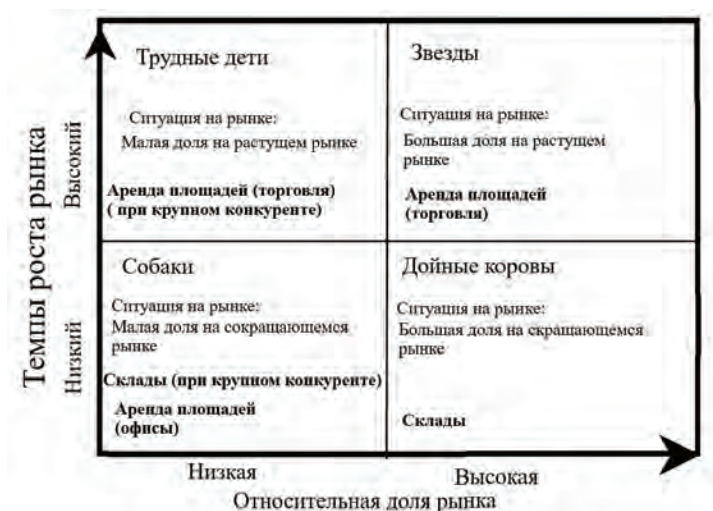 Трудные дети
Ситуация на рынке:
Малая доля на растущем рынке
Аренда площадей (торговля)
( при крупном конкуренте)
Звезды
Ситуация на рынке:
Большая доля на растущем
рынке
Аренда площадей
(торговля)
Собаки
Ситуация на рынке:
Малая доля на сокращающемся
рынке
Склады (при крупном конкуренте)
Аренда площадей
(офисы)
Дойные коровы
Ситуация на рынке:
Большая доля на скращающемся
рынке
Склады
Темпы роста рынка
Высокий
Низкий
Низкая
Высокая
Относительная доля рынка